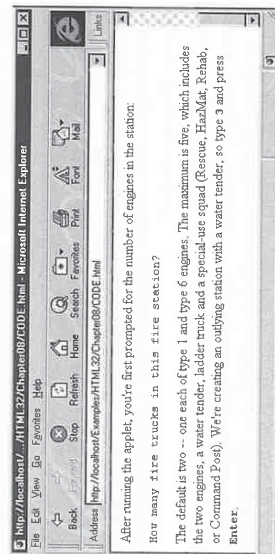 http://localhost/.../HTML32/Chapter08/CODE.html - Microsoft Internet Explorer
File Edit View Go Favorites Help
Back Stop Refresh Home Search Favorites Print Font Mail
Address http://localhost/Examples/HTML32/Chapter08/CODE.html Links
After running the applet, you're first prompted for the number of engines in the station:
How many fire trucks in this fire station?
The default is two -- one each of type 1 and type 6 engines. The maximum is five, which includes
the two engines, a water tender, ladder truck and a special-use squad (Rescue, HazMat, Rehab,
or Command Post). We're creating an outlying station with a water tender, so type 3 and press
Enter.